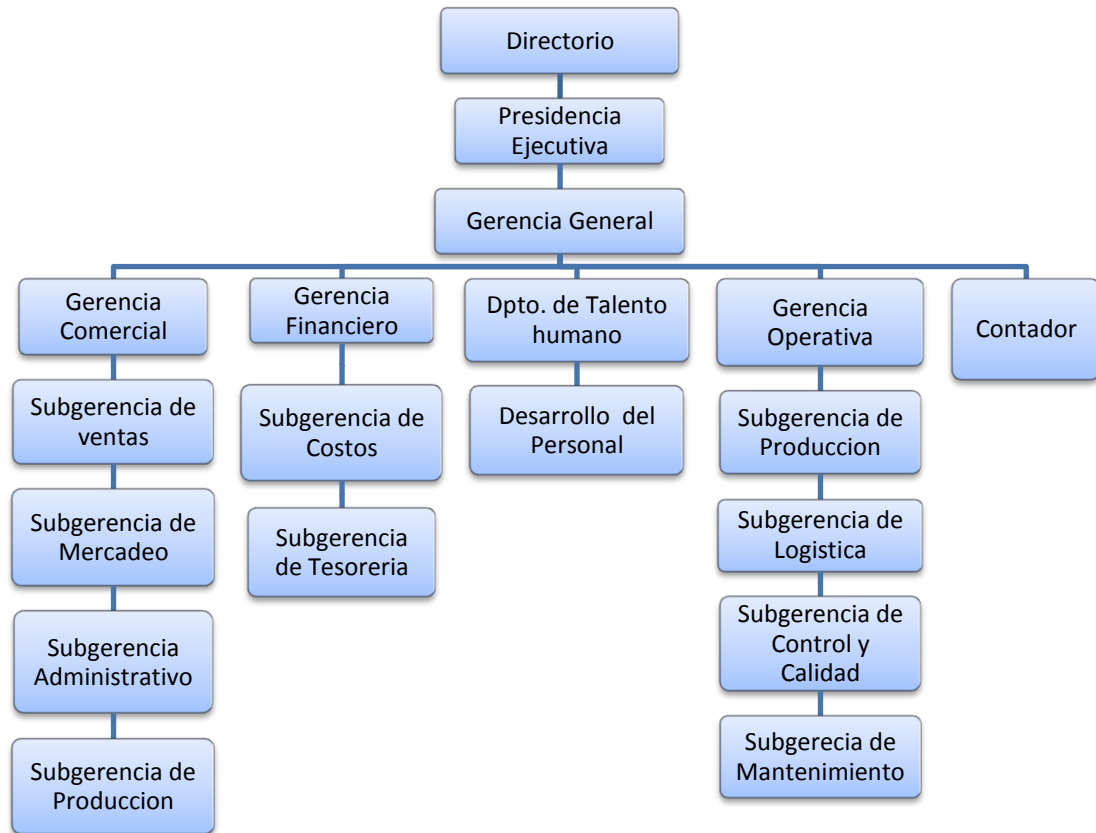 Directorio
Presidencia
Ejecutiva
Gerencia General
Gerencia
Comercial
Gerencia
Financiero
Dpto. de Talento
humano
Gerencia
Operativa
Contador
Subgerencia de
ventas
Subgerencia de
Mercadeo
Subgerencia
Administrativo
Subgerencia de
Produccion
Subgerencia de
Costos
Subgerencia
de Tesoreria
Desarrollo del
Personal
Subgerencia de
Produccion
Subgerencia de
Logistica
Subgerencia de
Control y
Calidad
Subgerecia de
Mantenimiento